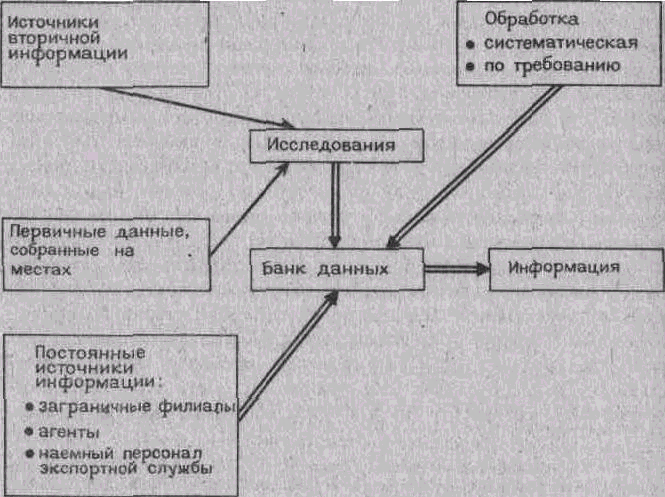 Источники
вторичной
информации
Обработка
• систематическая
• по требованию
Исследования
Первичные данные,
собранные на
местах
Банк данных
Информация
Постоянные
источники
информации:
• заграничные филиалы
• агенты
• наемный персонал
экспортной службы